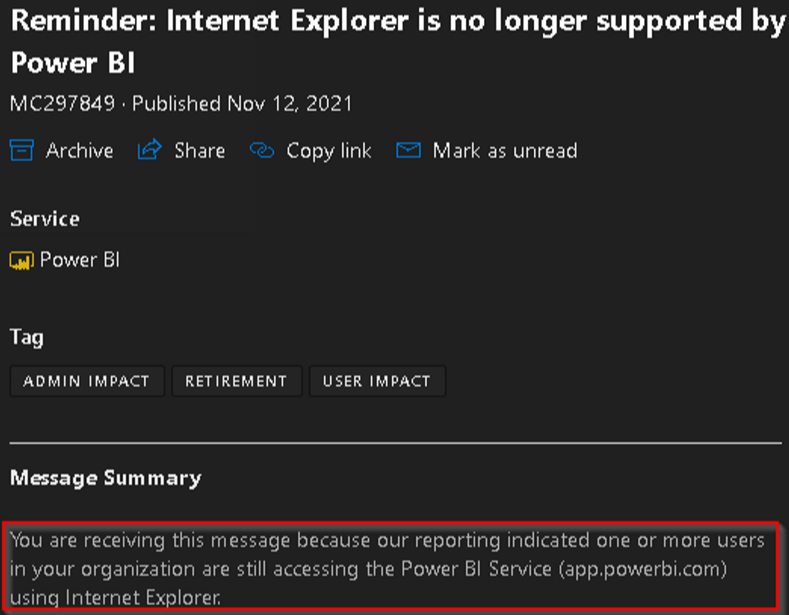 Reminder: Internet Explorer is no longer supported by
Power BI
MC297849 · Published Nov 12, 2021
Archive Share Copy link Mark as unread
Service
Power BI
Tag
ADMIN IMPACT RETIREMENT USER IMPACT
Message Summary
You are receiving this message because our reporting indicated one or more users
in your organization are still accessing the Power BI Service (app.powerbi.com)
using Internet Explorer.